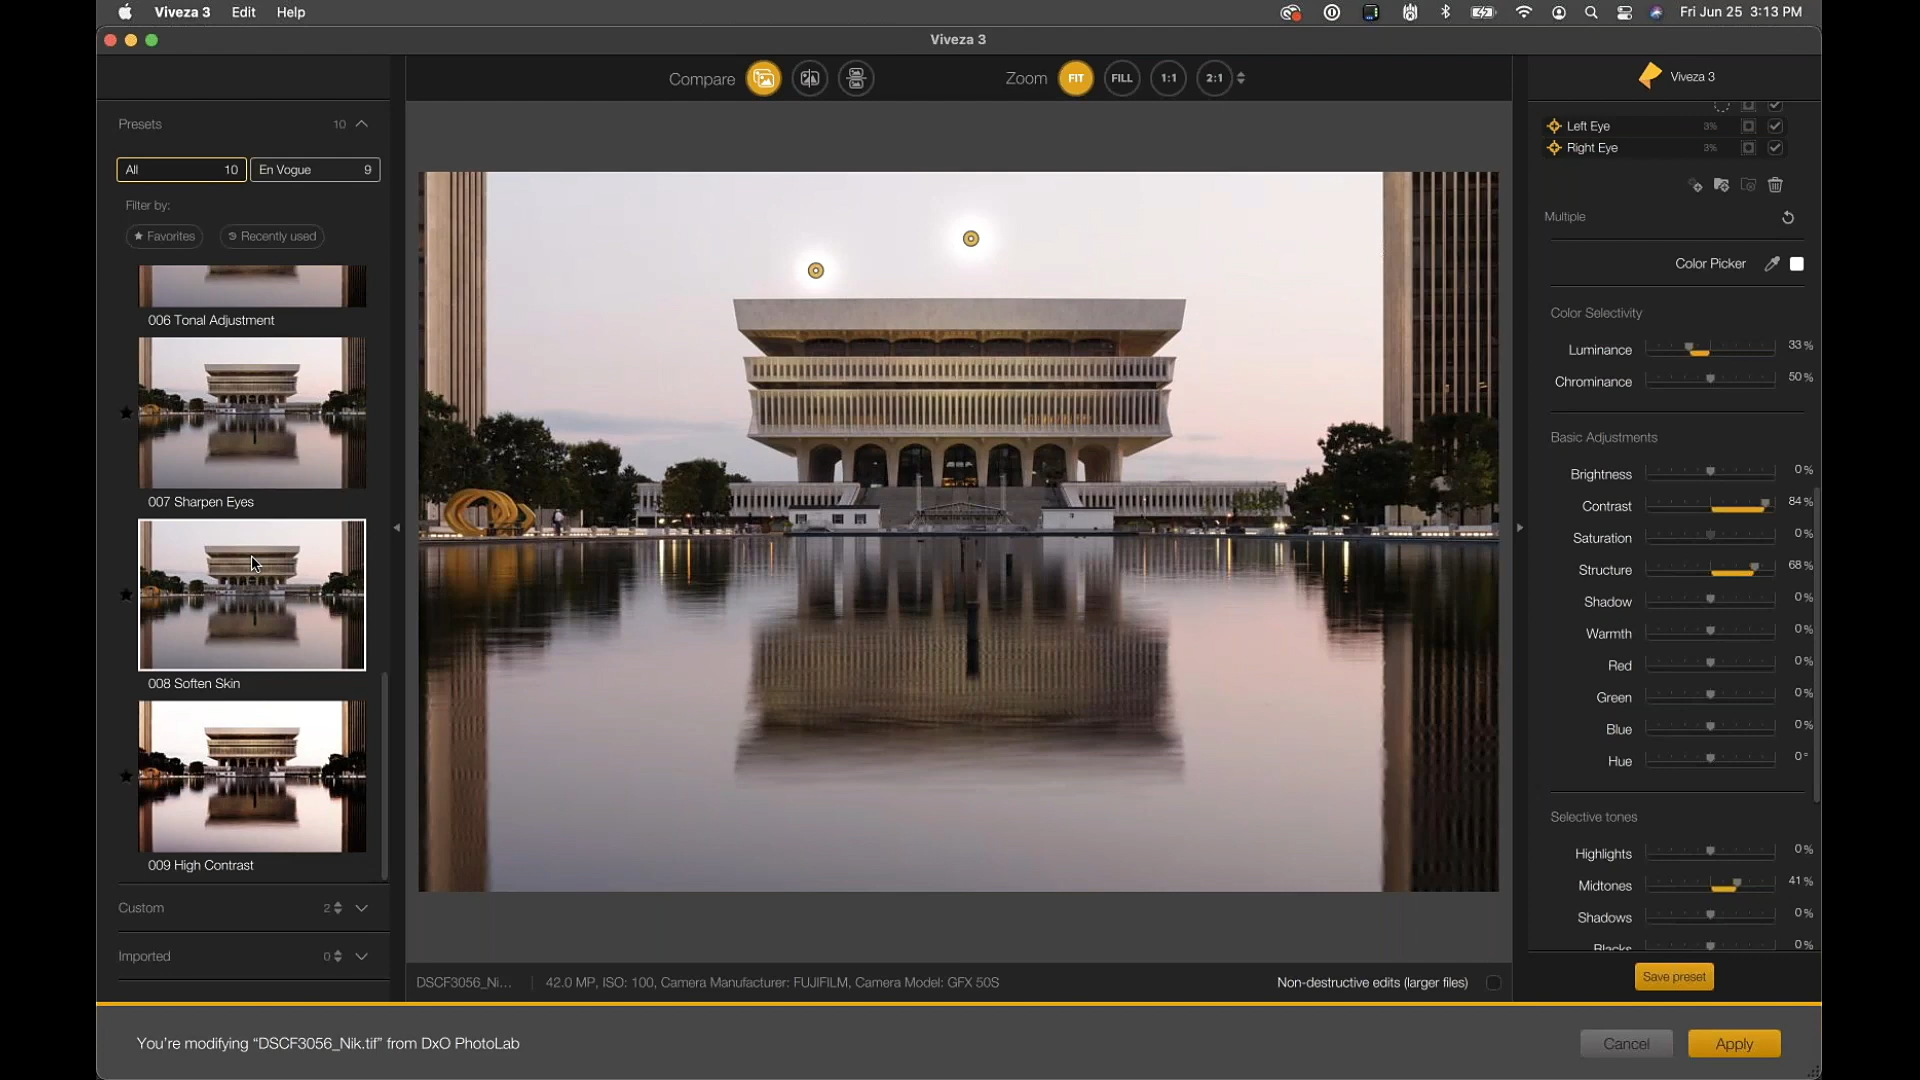 Viveza 3 Edit Help
Fri Jun 25 3:13 PM
Viveza 3
Compare
Zoom FIT FILL 1:1 2:1
Viveza 3
Presets 10
All 10 En Vogue 9
Filter by:
★ Favorites Recently used
006 Tonal Adjustment
007 Sharpen Eyes
008 Soften Skin
009 High Contrast
Custom 2
Imported 0
Left Eye 3%
Right Eye 3%
Multiple
Color Picker
Color Selectivity
Luminance 33 %
Chrominance 50 %
Basic Adjustments
Brightness 0 %
Contrast 84 %
Saturation 0 %
Structure 68 %
Shadow 0 %
Warmth 0 %
Red 0 %
Green 0 %
Blue 0 %
Hue 0 °
Selective tones
Highlights 0 %
Midtones 41 %
Shadows 0 %
Blacks 0 %
Save preset
DSCF3056_Ni... 42.0 MP, ISO: 100, Camera Manufacturer: FUJIFILM, Camera Model: GFX 50S
Non-destructive edits (larger files)
You're modifying “DSCF3056_Nik.tif” from DxO PhotoLab
Cancel Apply